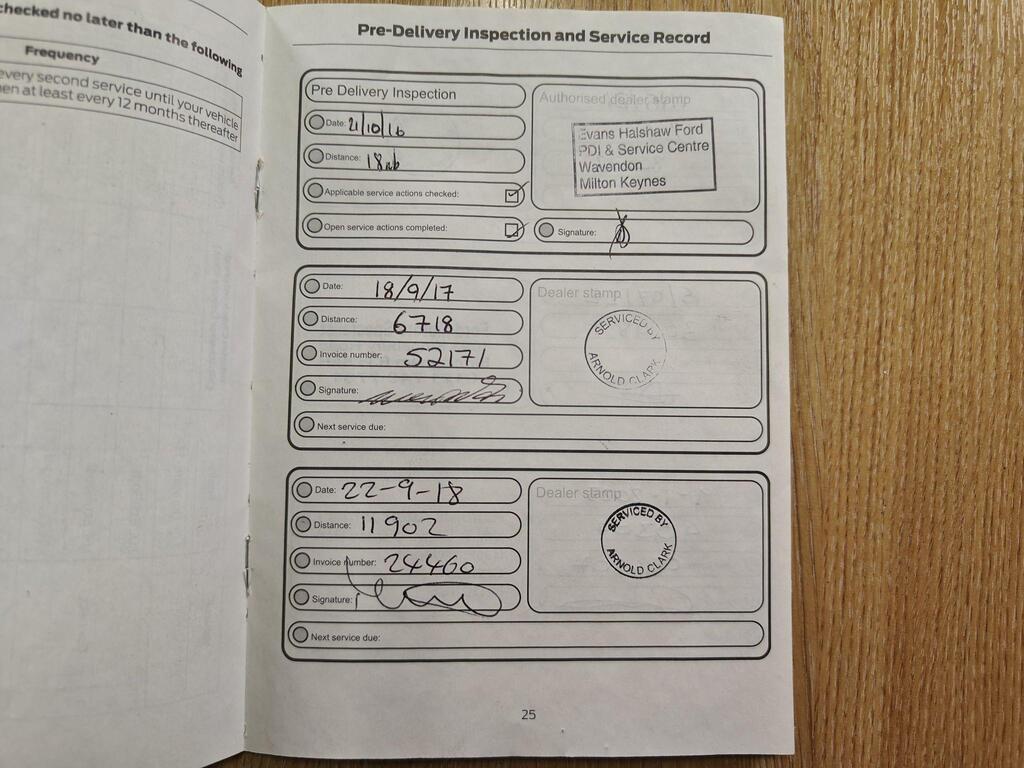 checked no later than the following
Frequency
every second service until your vehicle
en at least every 12 months thereafter
Pre-Delivery Inspection and Service Record
Pre Delivery Inspection
Date: 21/10/16
Distance: 18
Applicable service actions checked:
Open service actions completed:
Authorised dealer stamp
Evans Halshaw Ford
PDI & Service Centre
Wavendon
Milton Keynes
Signature:
Date: 18/9/17
Distance: 6718
Invoice number: 52171
Signature:
Next service due:
Dealer stamp
SERVICED BY
ARNOLD CLARK
Date: 22-9-18
Distance: 11902
Invoice number: 24460
Signature:
Next service due:
Dealer stamp
SERVICED BY
ARNOLD CLARK
25